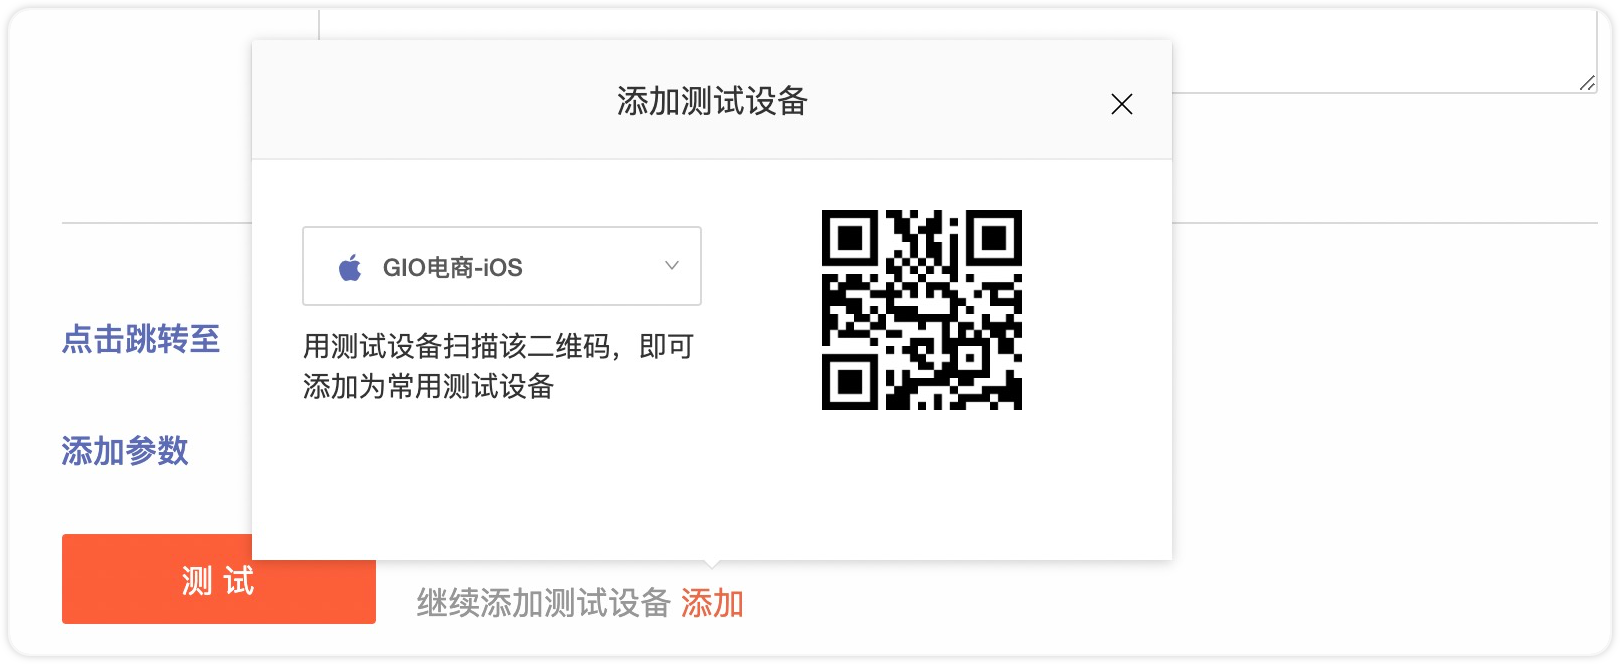 添加测试设备
GIO电商-iOS
用测试设备扫描该二维码，即可
添加为常用测试设备
点击跳转至
添加参数
测 试
继续添加测试设备 添加